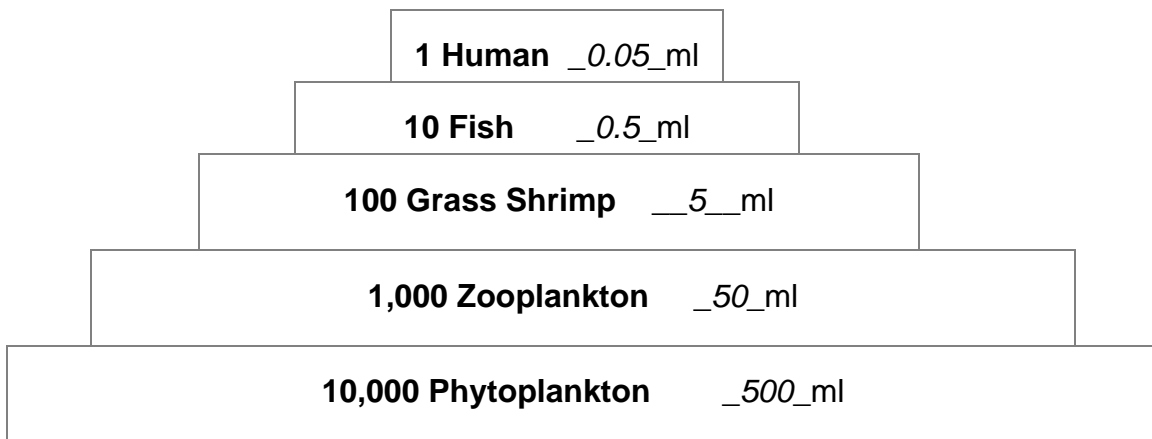 1 Human _0.05_ml
10 Fish _0.5_ml
100 Grass Shrimp __5__ml
1,000 Zooplankton _50_ml
10,000 Phytoplankton _500_ml